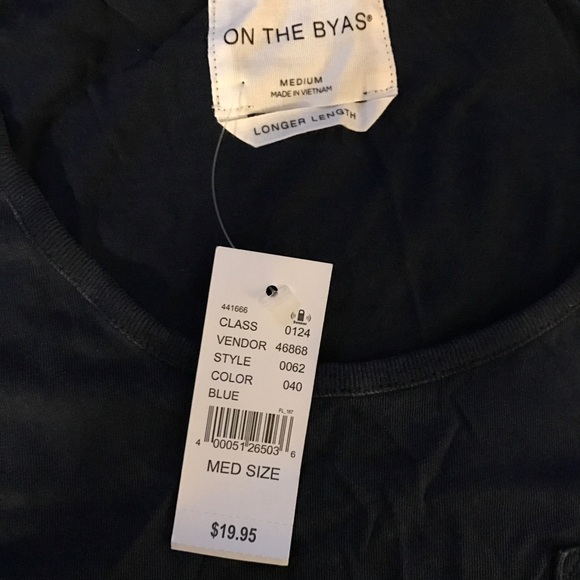 ON THE BYAS®
MEDIUM
MADE IN VIETNAM
LONGER LENGTH
441666
CLASS 0124
VENDOR 46868
STYLE 0062
COLOR 040
BLUE
FL_167
4 00051 26503 6
MED SIZE
$19.95